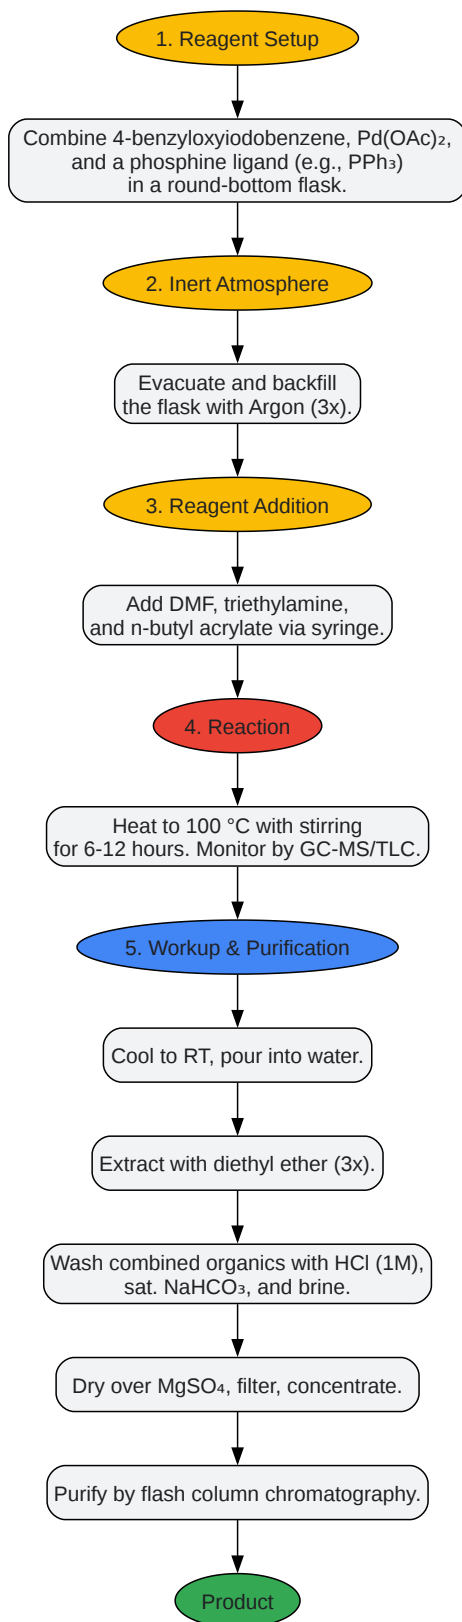 1. Reagent Setup
Combine 4-benzyloxyiodobenzene, Pd(OAc)₂,
and a phosphine ligand (e.g., PPh₃)
in a round-bottom flask.
2. Inert Atmosphere
Evacuate and backfill
the flask with Argon (3x).
3. Reagent Addition
Add DMF, triethylamine,
and n-butyl acrylate via syringe.
4. Reaction
Heat to 100 °C with stirring
for 6-12 hours. Monitor by GC-MS/TLC.
5. Workup & Purification
Cool to RT, pour into water.
Extract with diethyl ether (3x).
Wash combined organics with HCl (1M),
sat. NaHCO₃, and brine.
Dry over MgSO₄, filter, concentrate.
Purify by flash column chromatography.
Product